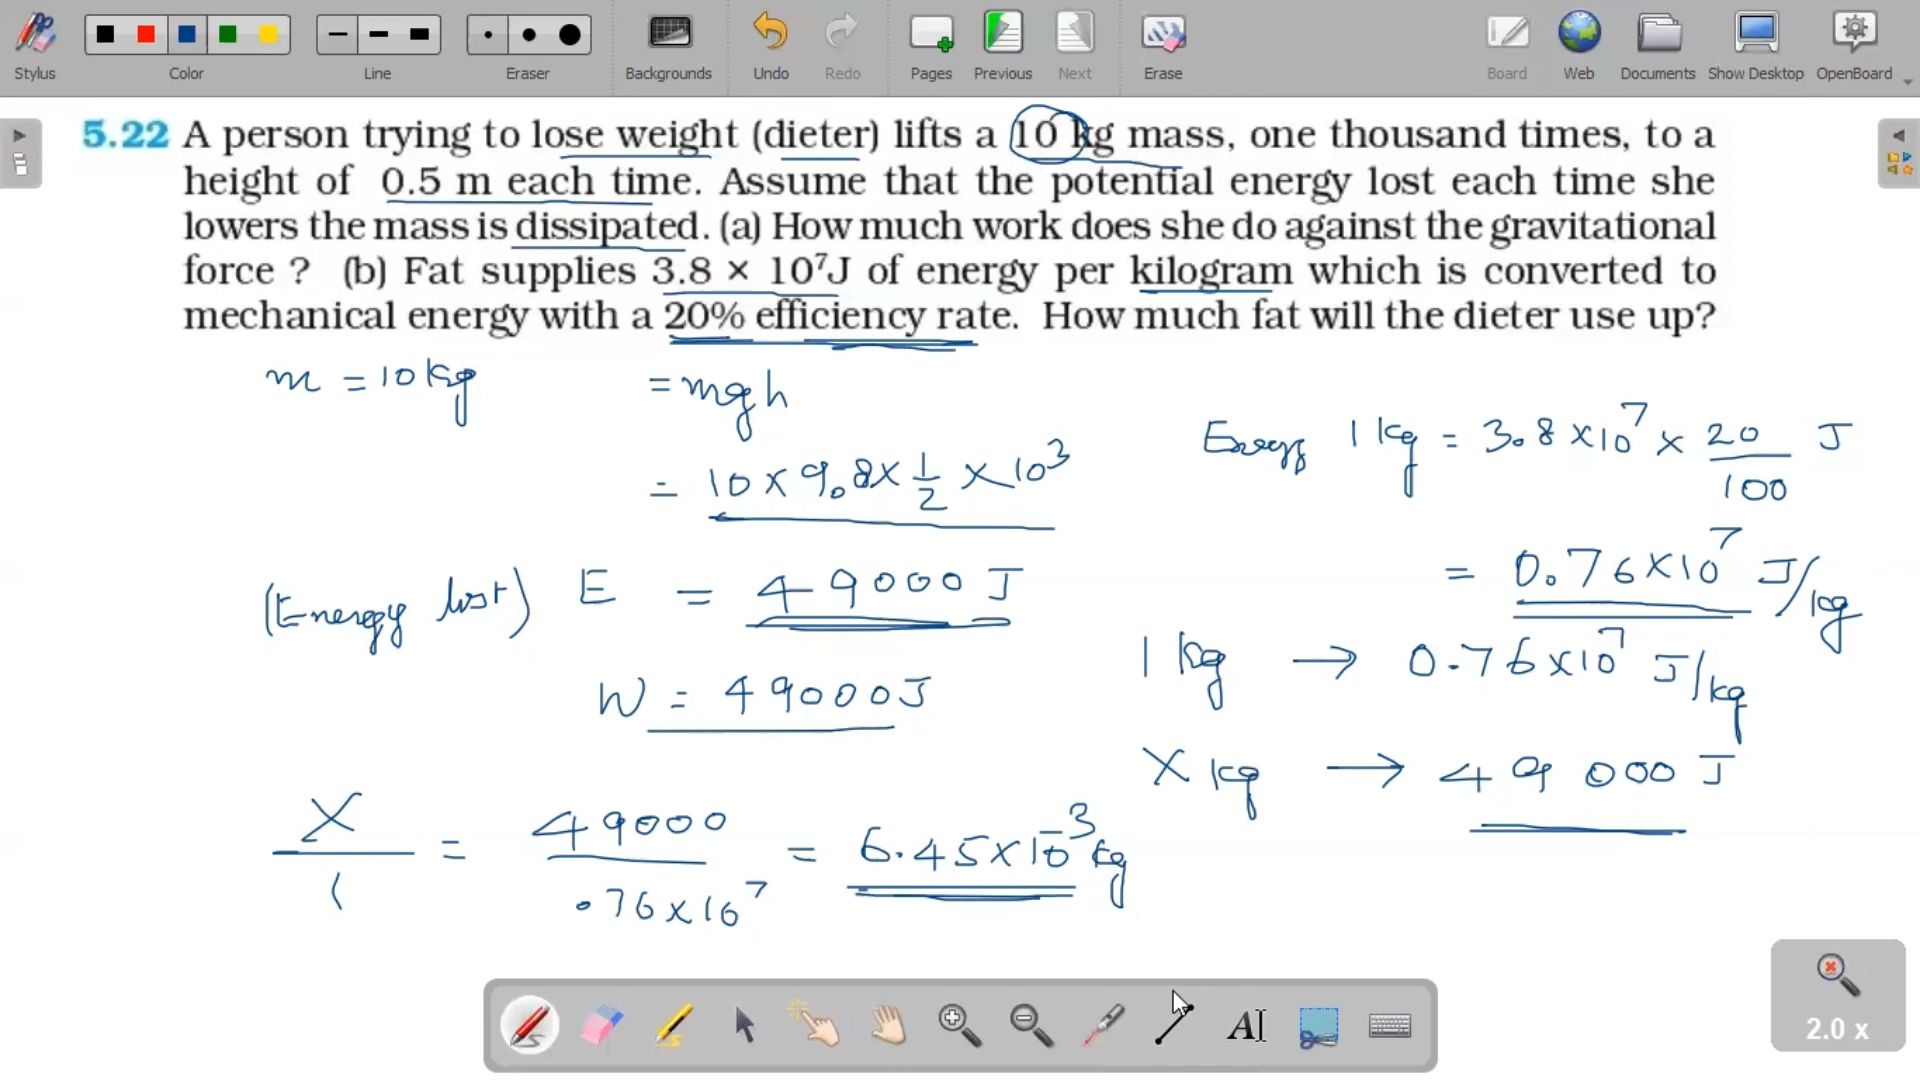 Stylus Color Line Eraser Backgrounds Undo Redo Pages Previous Next Erase Board Web Documents Show Desktop OpenBoard
5.22 A person trying to lose weight (dieter) lifts a 10 kg mass, one thousand times, to a
height of 0.5 m each time. Assume that the potential energy lost each time she
lowers the mass is dissipated. (a) How much work does she do against the gravitational
force ? (b) Fat supplies 3.8 × 10⁷J of energy per kilogram which is converted to
mechanical energy with a 20% efficiency rate. How much fat will the dieter use up?
m = 10 kg
= mgh
= 10 × 9.8 × 1/2 × 10³
(Energy lost) E = 49000 J
W = 49000 J
Energy 1 kg = 3.8 × 10⁷ × 20/100 J
= 0.76 × 10⁷ J/kg
1 kg → 0.76 × 10⁷ J/kg
X kg → 49 000 J
X/1 = 49000/.76 × 10⁷ = 6.45 × 10⁻³ kg
AI
2.0 x